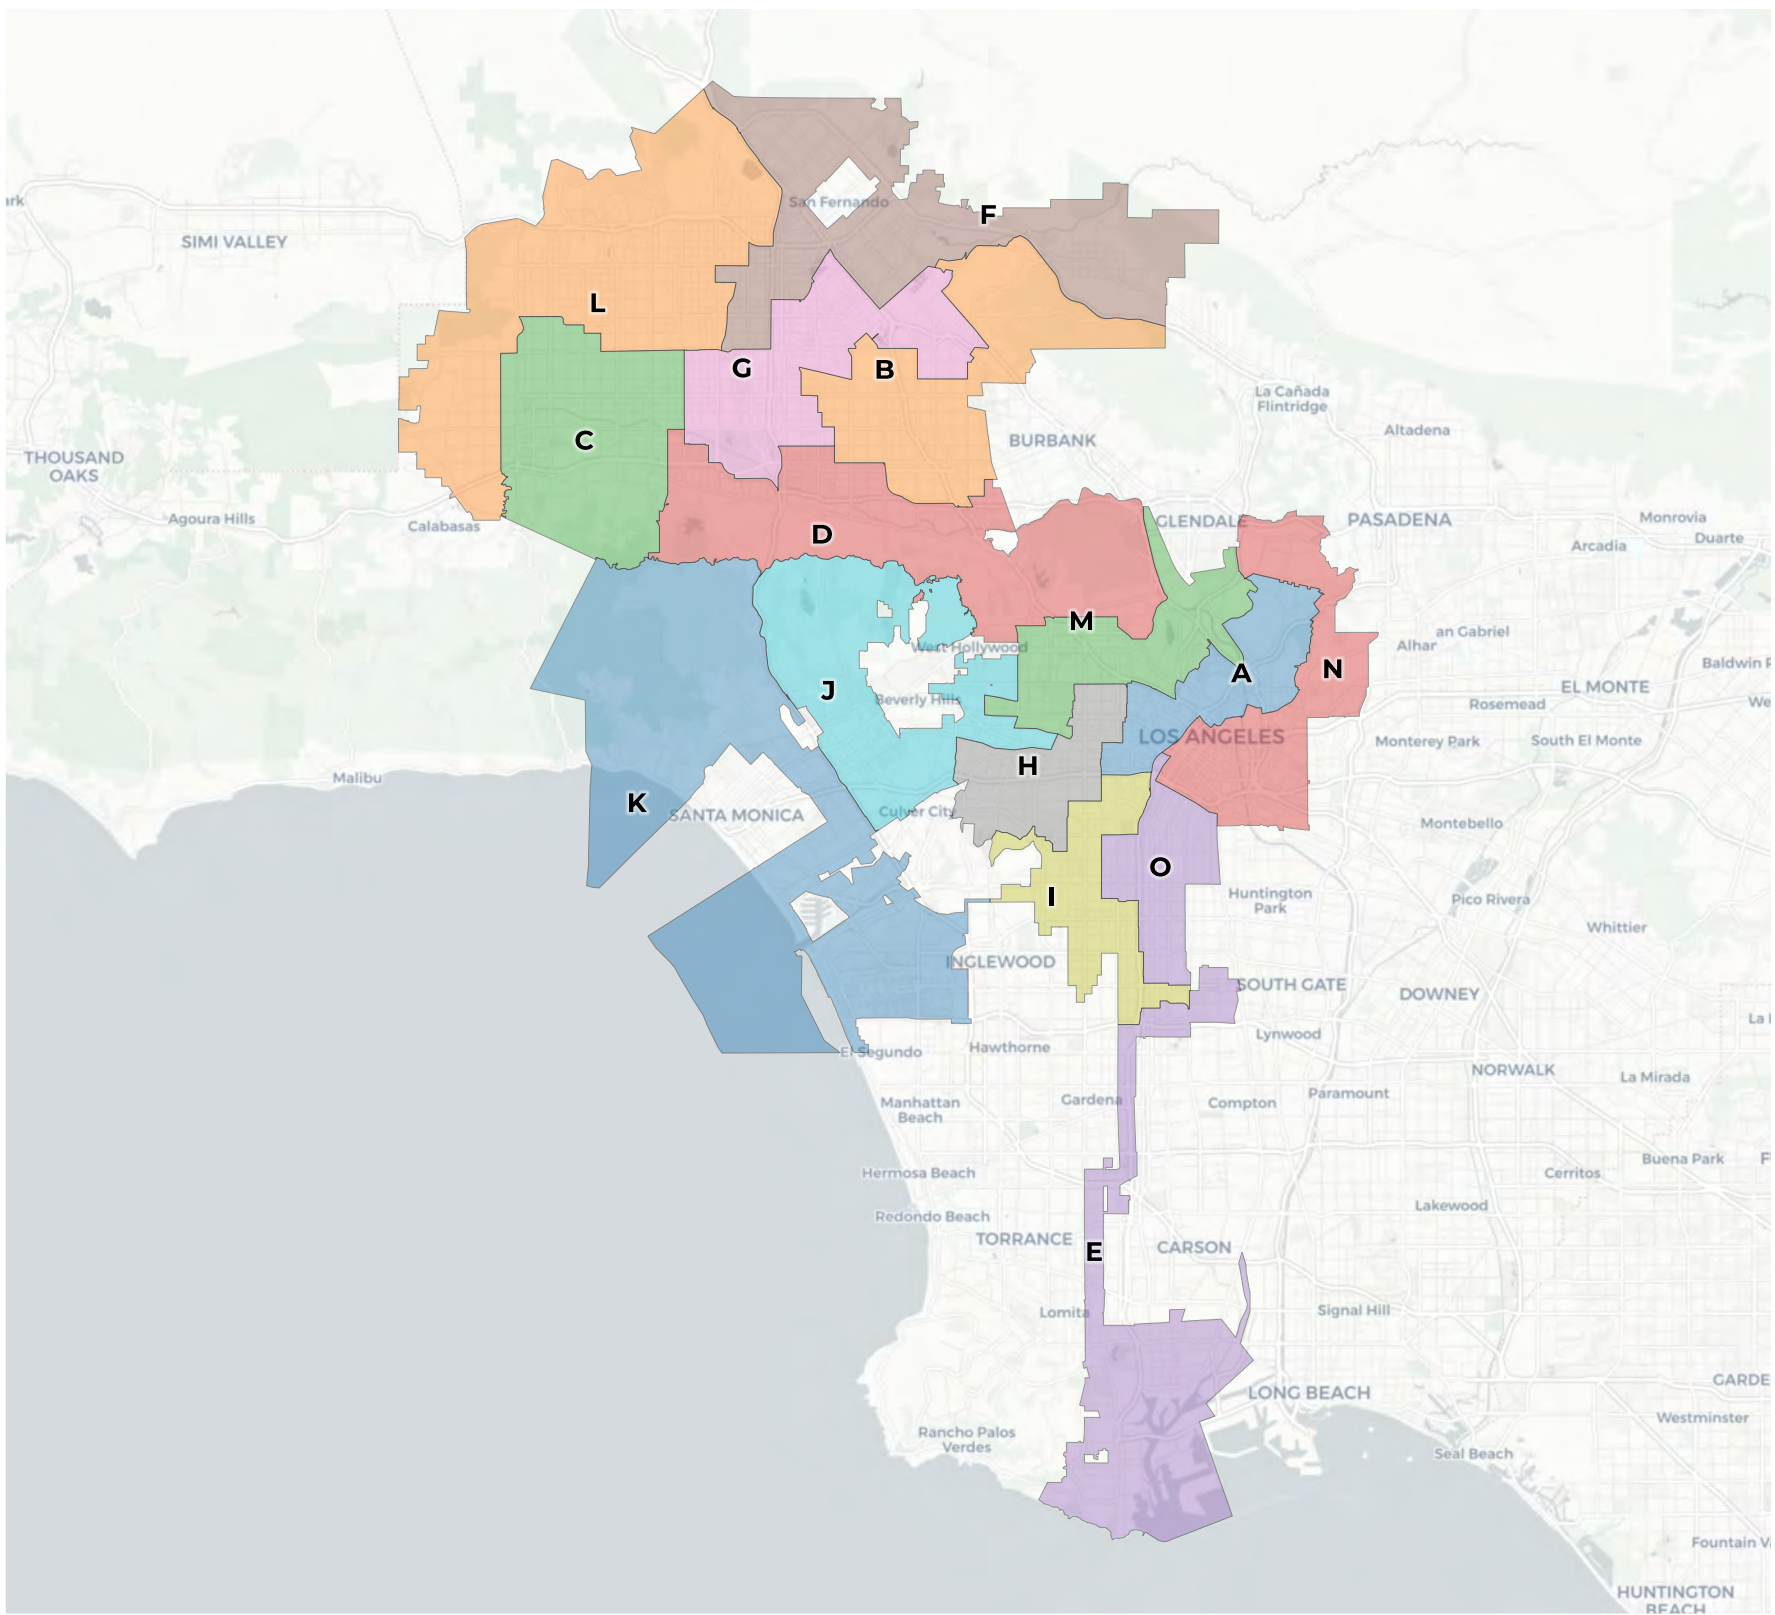 San Fernando
ark
F
SIMI VALLEY
L
G
B
La Cañada
Flintridge
C
BURBANK
Altadena
THOUSAND
OAKS
Agoura Hills
Calabasas
D
GLENDALE
PASADENA
Monrovia
Arcadia
Duarte
M
West Hollywood
Alhar
an Gabriel
Baldwin P
A
N
J
Beverly Hills
EL MONTE
Rosemead
We
LOS ANGELES
Monterey Park
South El Monte
H
Malibu
K
SANTA MONICA
Culver City
Montebello
O
I
Huntington
Park
Pico Rivera
Whittier
INGLEWOOD
SOUTH GATE
DOWNEY
La
Lynwood
El Segundo
Hawthorne
NORWALK
La Mirada
Manhattan
Beach
Gardena
Compton
Paramount
Hermosa Beach
Cerritos
Buena Park
F
Redondo Beach
Lakewood
TORRANCE
E
CARSON
Lomita
Signal Hill
LONG BEACH
GARDE
Westminster
Rancho Palos
Verdes
Seal Beach
Fountain Va
HUNTINGTON
BEACH